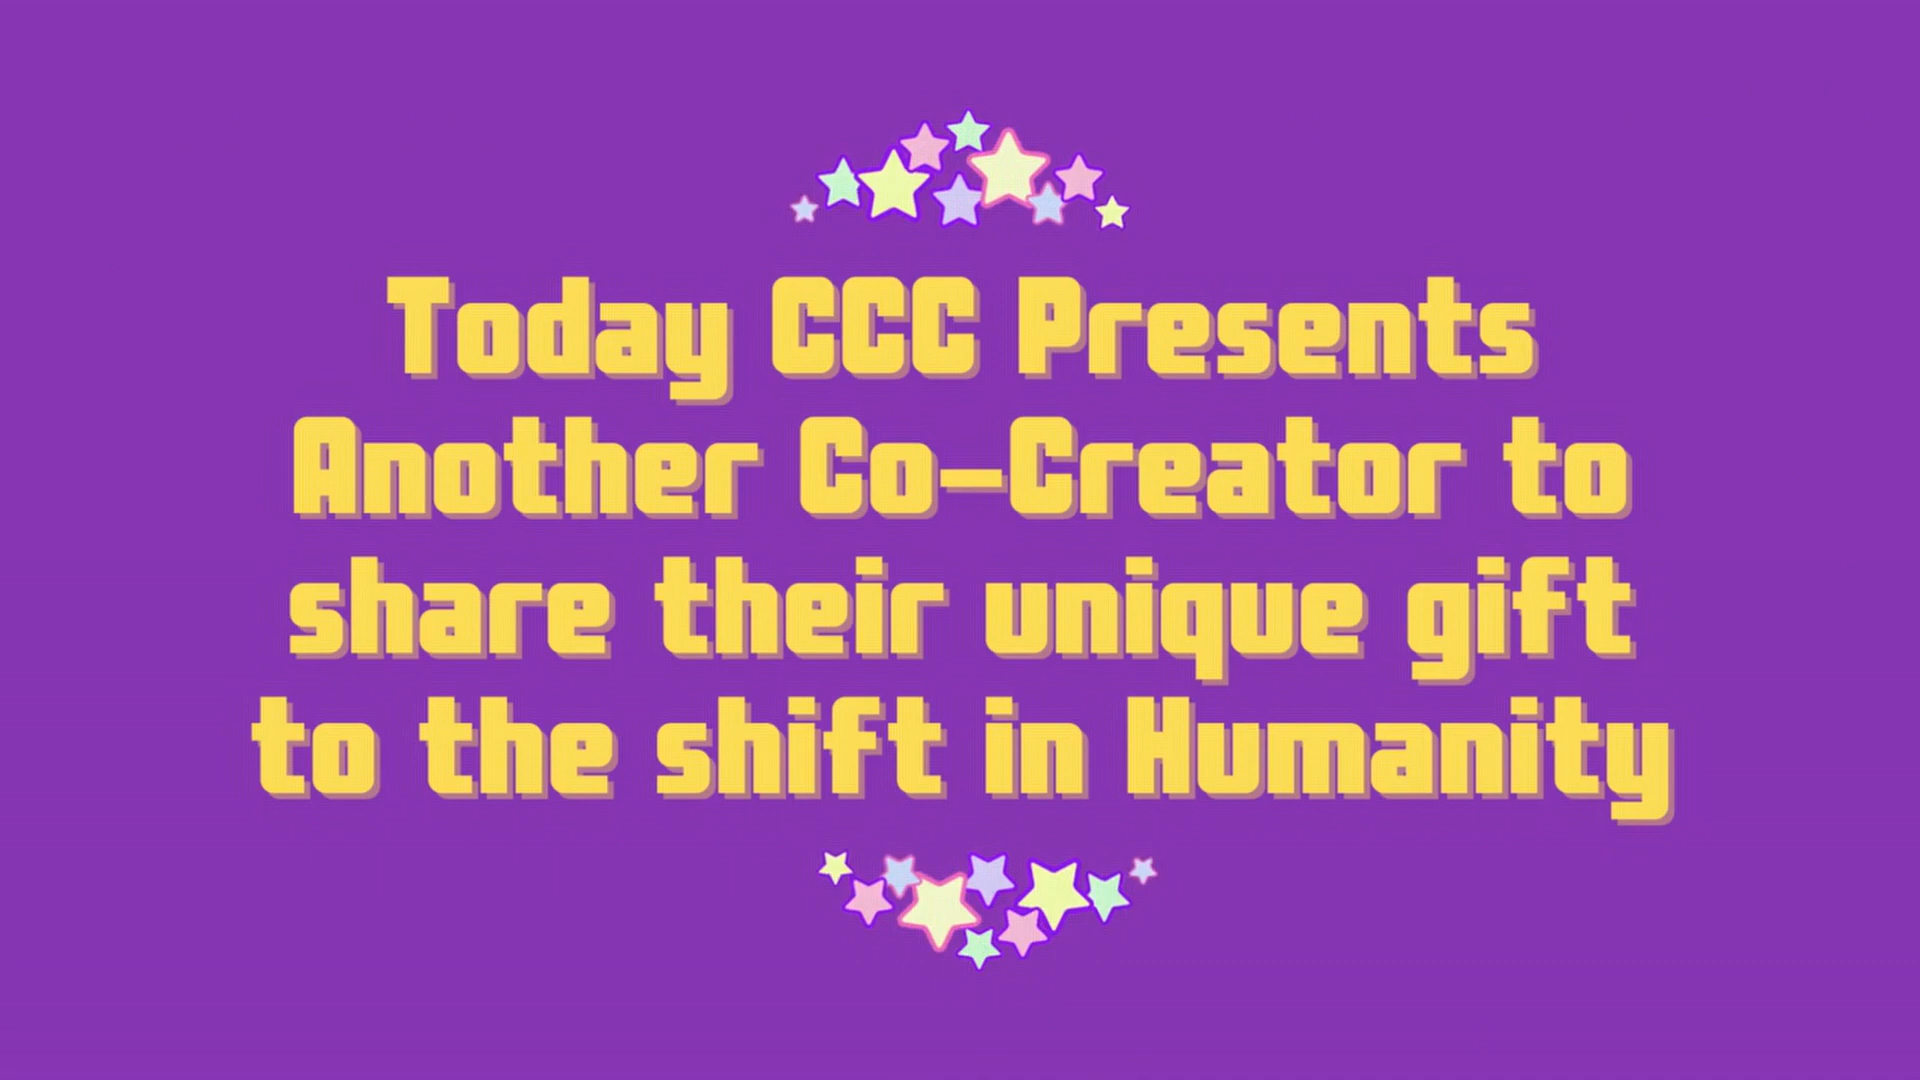 Today CCC Presents
Another Co-Creator to
share their unique gift
to the shift in Humanity